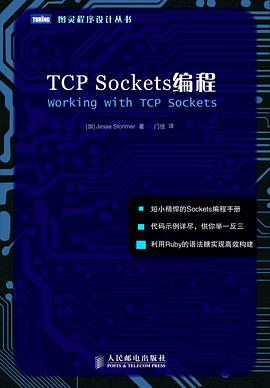 TURING 图灵程序设计丛书
TCP Sockets编程
Working with TCP Sockets
[加] Jesse Storimer 著 门佳 译
短小精悍的Sockets编程手册
代码示例详尽，俱你举一反三
利用Ruby的语法糖实现高效构建
人民邮电出版社
POSTS & TELECOM PRESS